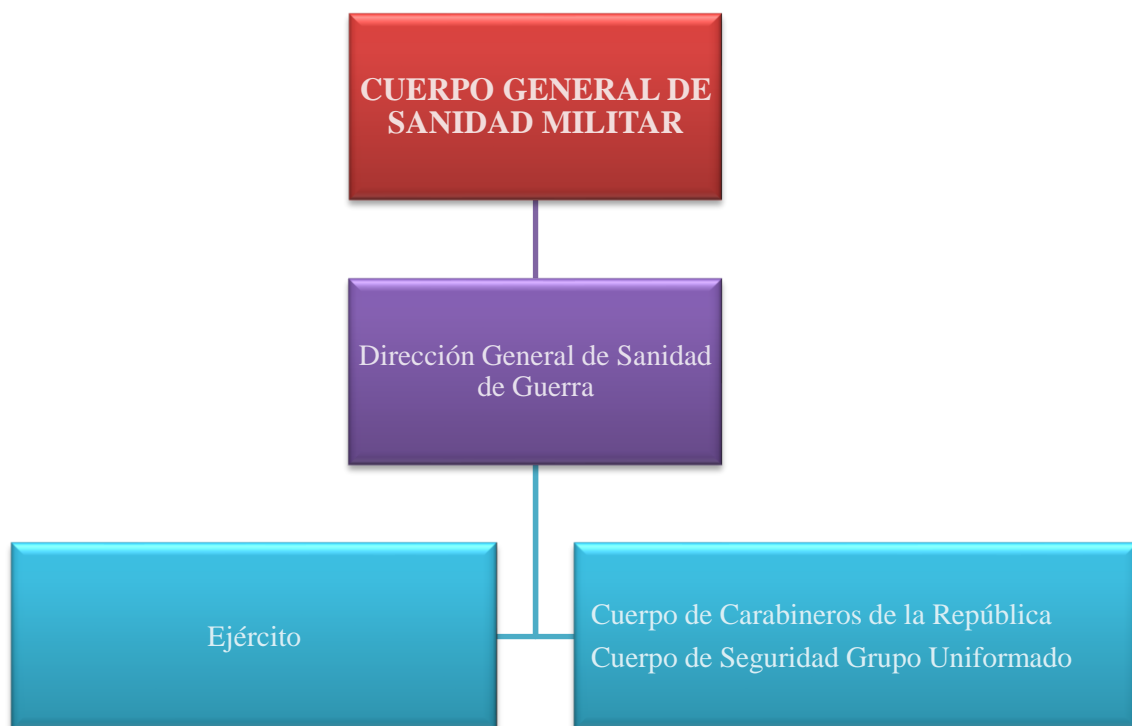 CUERPO GENERAL DE
SANIDAD MILITAR
Dirección General de Sanidad
de Guerra
Ejército
Cuerpo de Carabineros de la República
Cuerpo de Seguridad Grupo Uniformado